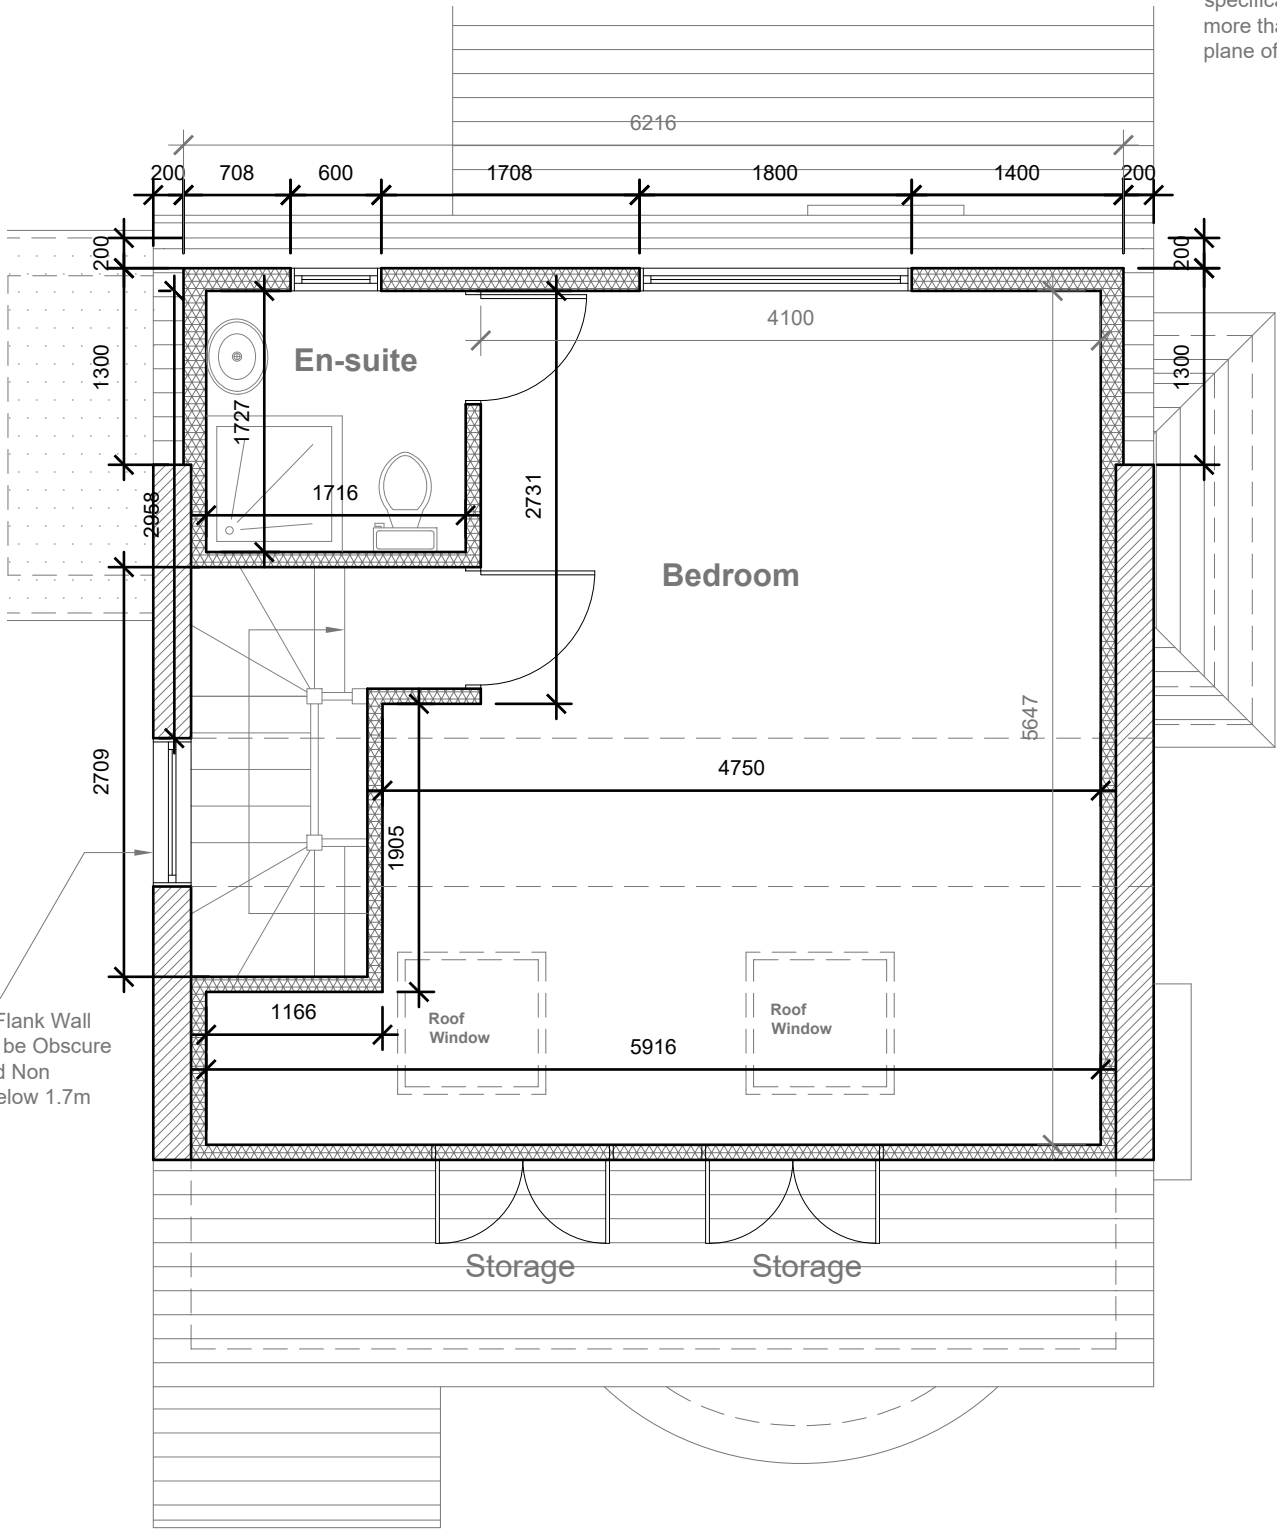 more tha
plane of
6216
200 708 600 1708 1800 1400 200
200
200
4100
En-suite
1300
1300
1727
1716
2958
2731
Bedroom
5647
2709
4750
1905
1166
Flank Wall
be Obscure
d Non
elow 1.7m
Roof
Window
Roof
Window
5916
Storage
Storage